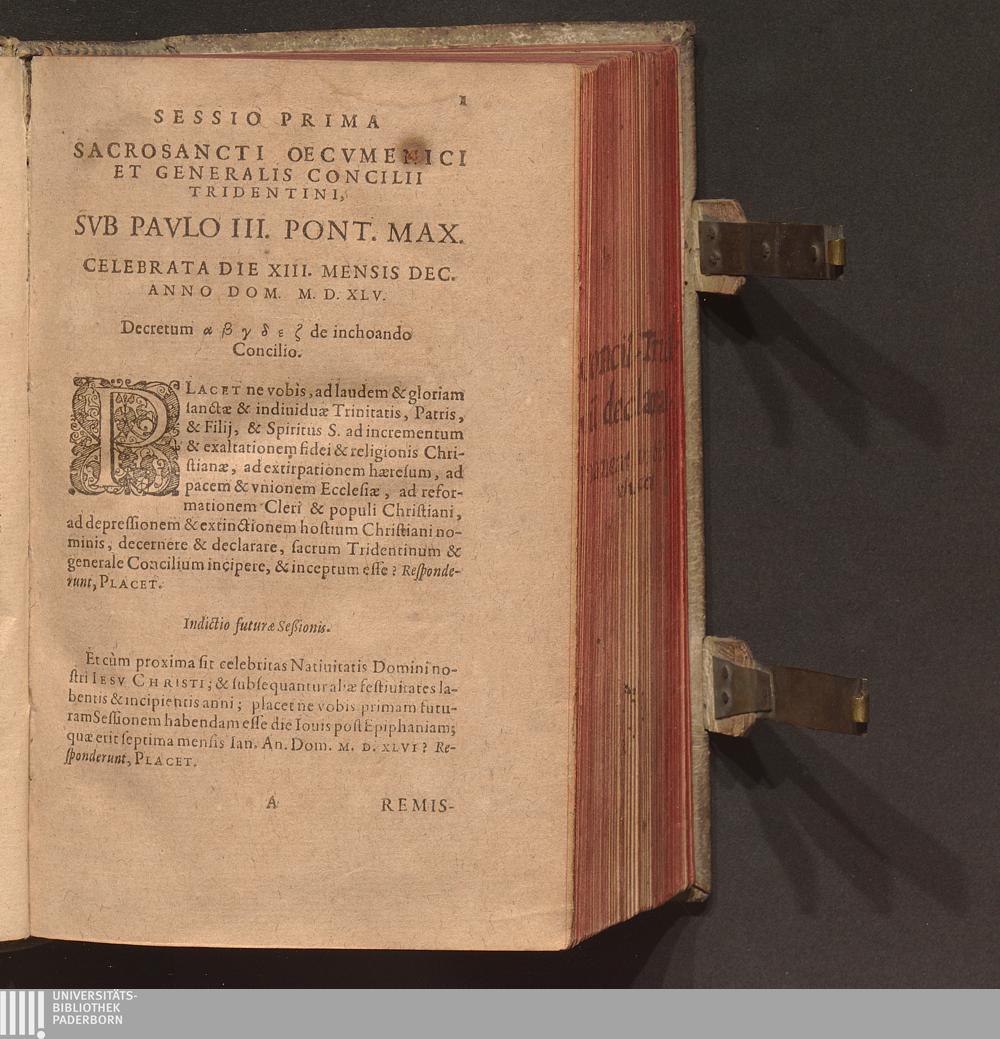 1
SESSIO PRIMA
SACROSANCTI OECVMENICI
ET GENERALIS CONCILII
TRIDENTINI,
SVB PAVLO III. PONT. MAX.
CELEBRATA DIE XIII. MENSIS DEC.
ANNO DOM. M. D. XLV.
Decretum α β γ δ ε ζ de inchoando
Concilio.
PLACET ne vobis, ad laudem & gloriam
sanctæ & indiuiduæ Trinitatis, Patris,
& Filij, & Spiritus S. ad incrementum
& exaltationem fidei & religionis Chri-
stianæ, ad extirpationem hæresum, ad
pacem & vnionem Ecclesiæ, ad refor-
mationem Cleri & populi Christiani,
ad depressionem & extinctionem hostium Christiani no-
minis, decernere & declarare, sacrum Tridentinum &
generale Concilium incipere, & inceptum esse? Responde-
runt, PLACET.
Indictio futuræ Sessionis.
Et cùm proxima sit celebritas Natiuitatis Domini no-
stri IESV CHRISTI; & subsequantur aliæ festiuitates la-
bentis & incipientis anni; placet ne vobis primam futu-
ram Sessionem habendam esse die Iouis post Epiphaniam;
quæ erit septima mensis Ian. An. Dom. M. D. XLVI? Re-
sponderunt, PLACET.
A REMIS-
UNIVERSITÄTS-
BIBLIOTHEK
PADERBORN